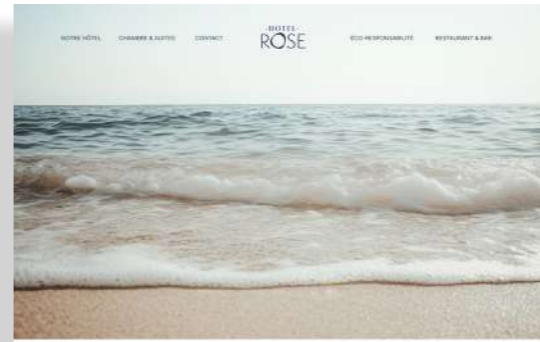 NOTRE HÔTEL CHAMBRE & SUITES CONTACT
·HOTEL·
ROSE
ÉCO-RESPONSABILITÉ RESTAURANT & BAR